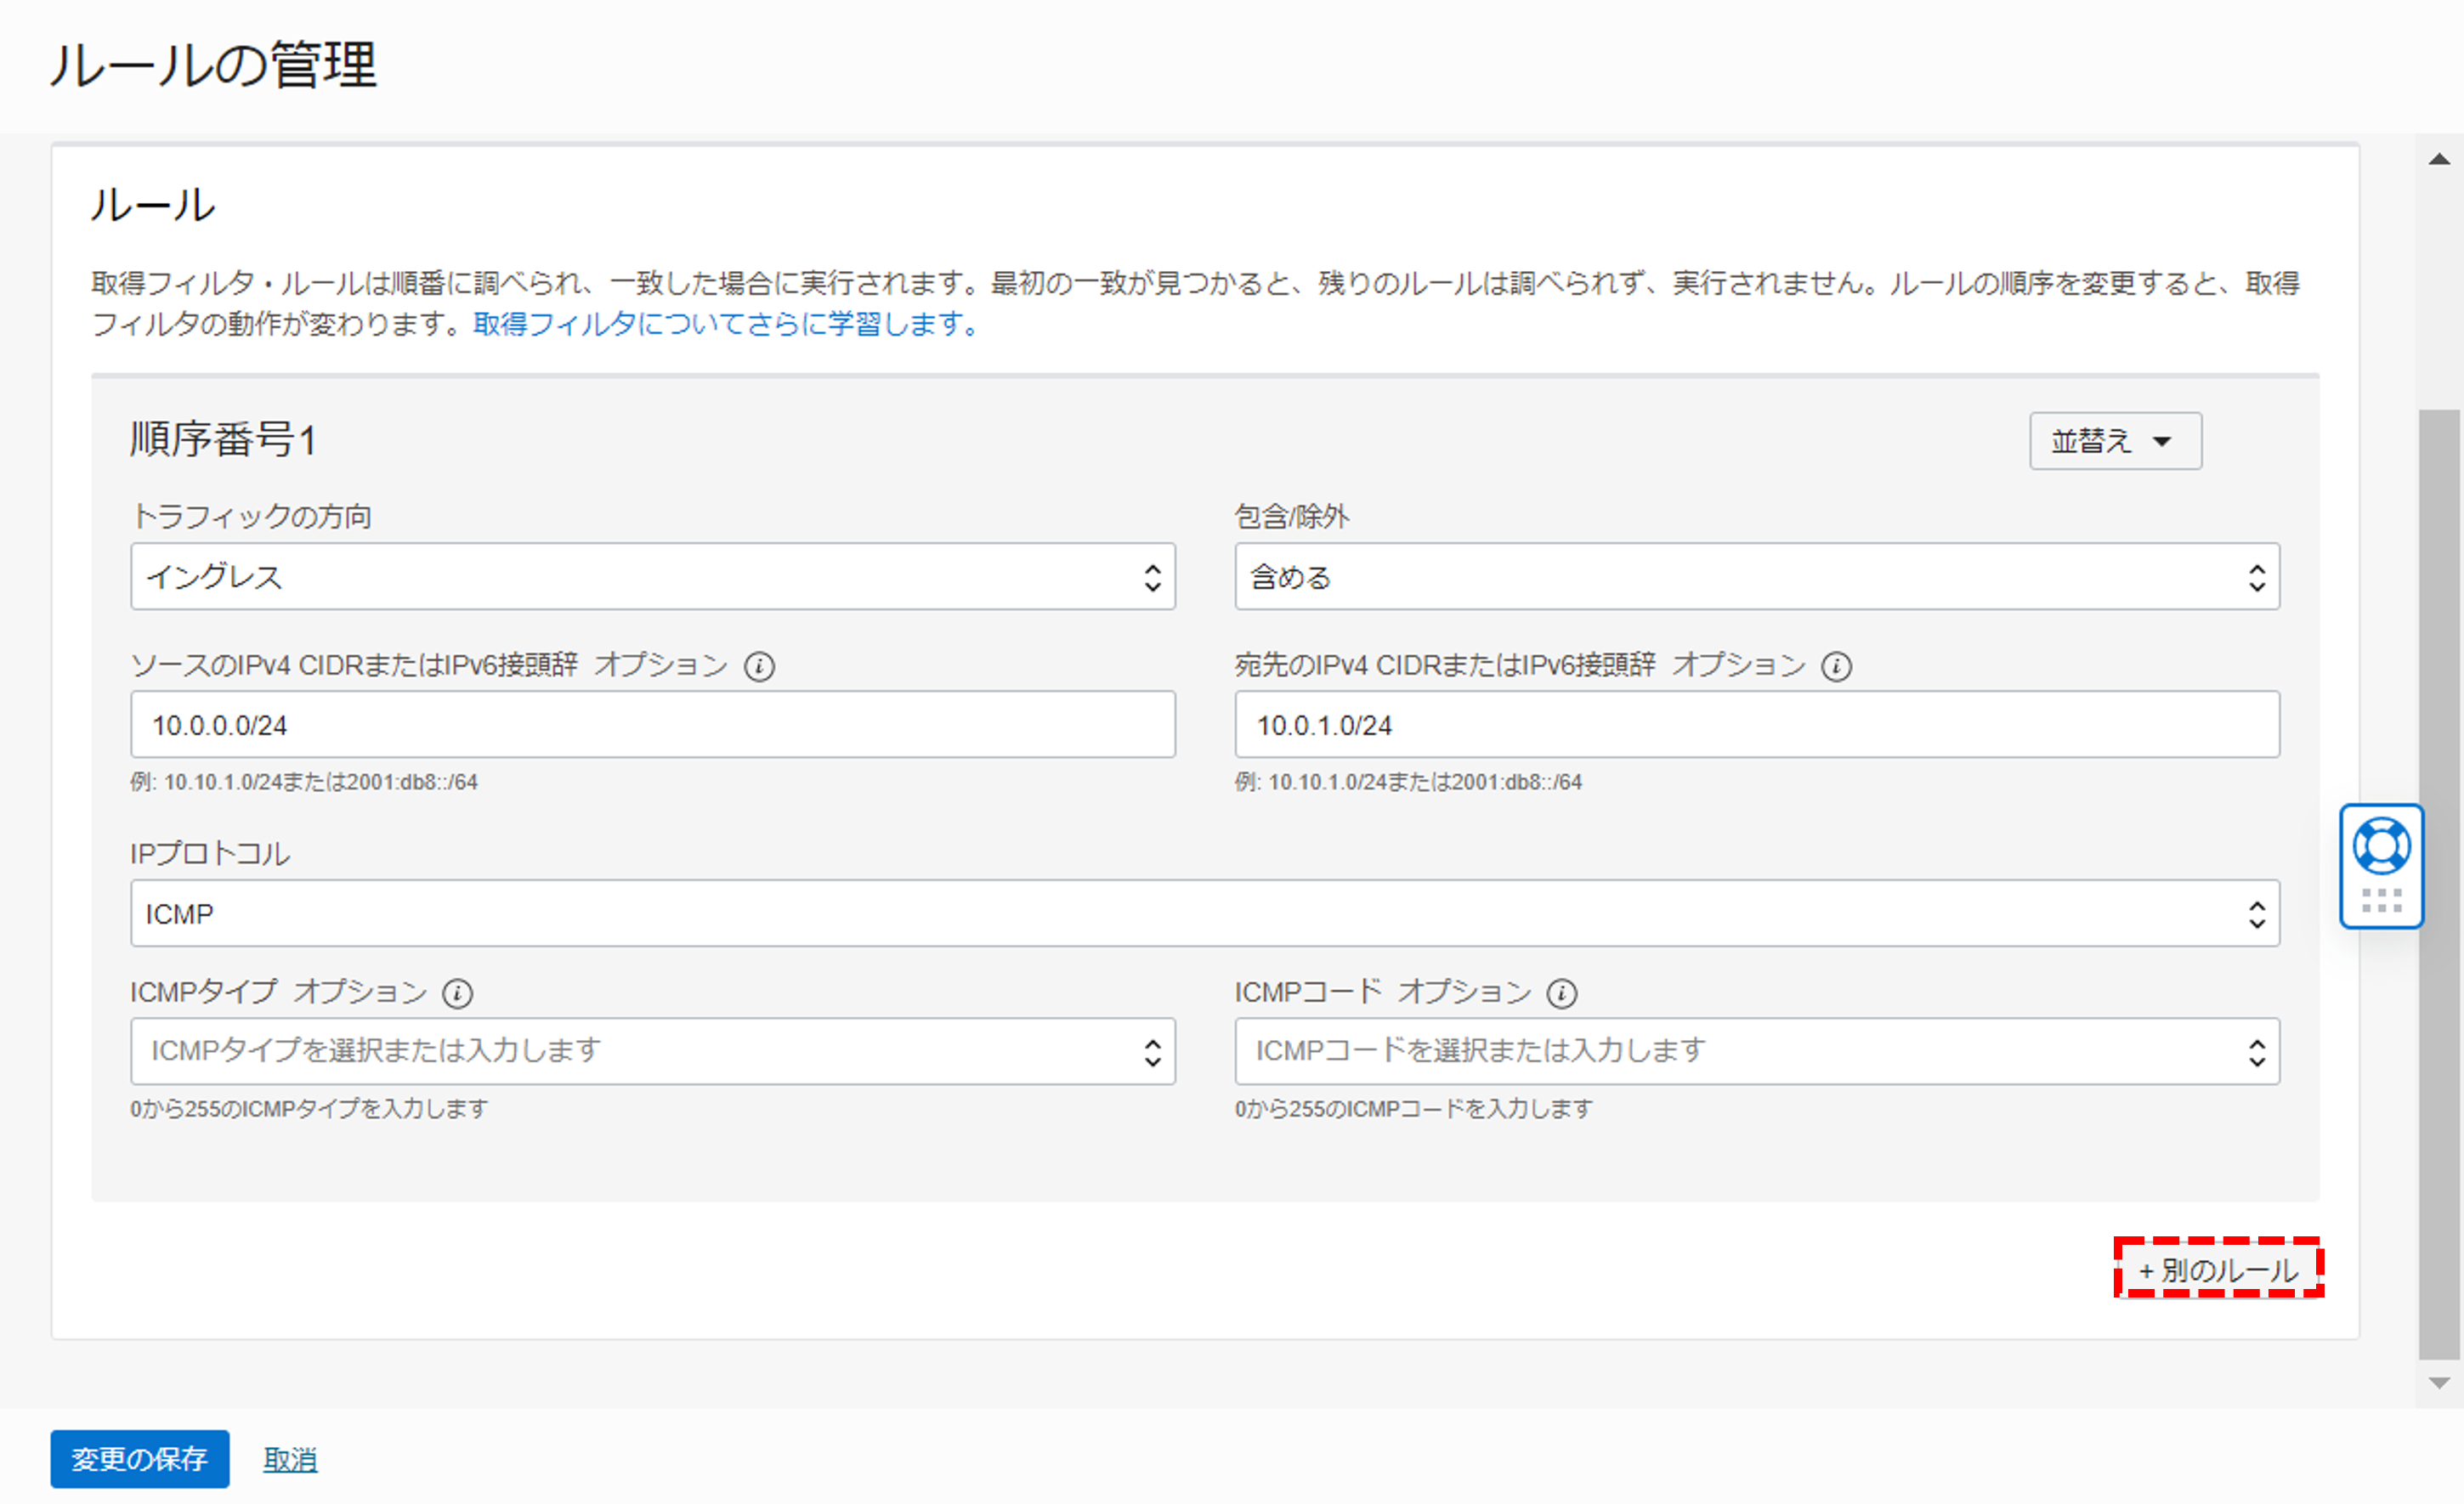 ルールの管理
ルール
取得フィルタ・ルールは順番に調べられ、一致した場合に実行されます。最初の一致が見つかると、残りのルールは調べられず、実行されません。ルールの順序を変更すると、取得
フィルタの動作が変わります。取得フィルタについてさらに学習します。
順序番号1
並替え
トラフィックの方向
包含/除外
イングレス
含める
ソースのIPv4 CIDRまたはIPv6接頭辞 オプション
宛先のIPv4 CIDRまたはIPv6接頭辞 オプション
10.0.0.0/24
10.0.1.0/24
例: 10.10.1.0/24または2001:db8::/64
例: 10.10.1.0/24または2001:db8::/64
IPプロトコル
ICMP
ICMPタイプ オプション
ICMPコード オプション
ICMPタイプを選択または入力します
ICMPコードを選択または入力します
0から255のICMPタイプを入力します
0から255のICMPコードを入力します
+ 別のルール
変更の保存
取消